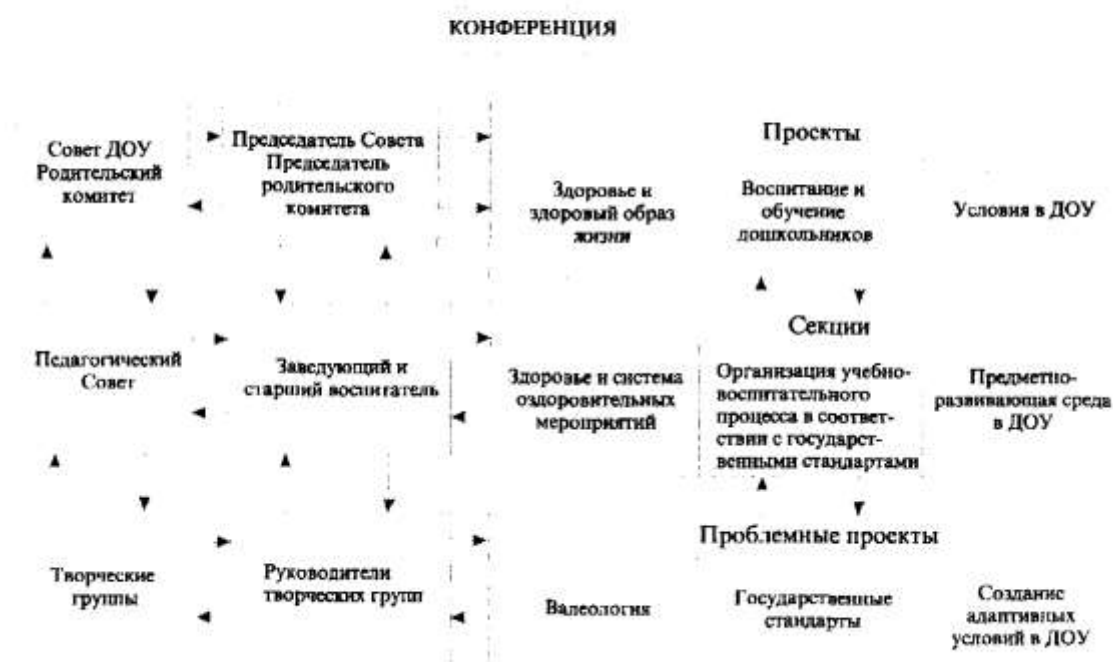 КОНФЕРЕНЦИЯ
Совет ДОУ
Родительский
комитет
Председатель Совета
Председатель
родительского
комитета
Проекты
Здоровье и
здоровый образ
жизни
Воспитание и
обучение
дошкольников
Условия в ДОУ
Педагогический
Совет
Заведующий и
старший воспитатель
Секции
Здоровье и система
оздоровительных
мероприятий
Организация учебно-
воспитательного
процесса в соответ-
ствии с государст-
венными стандартами
Предметно-
развивающая среда
в ДОУ
Творческие
группы
Руководители
творческих групп
Проблемные проекты
Валеология
Государственные
стандарты
Создание
адаптивных
условий в ДОУ